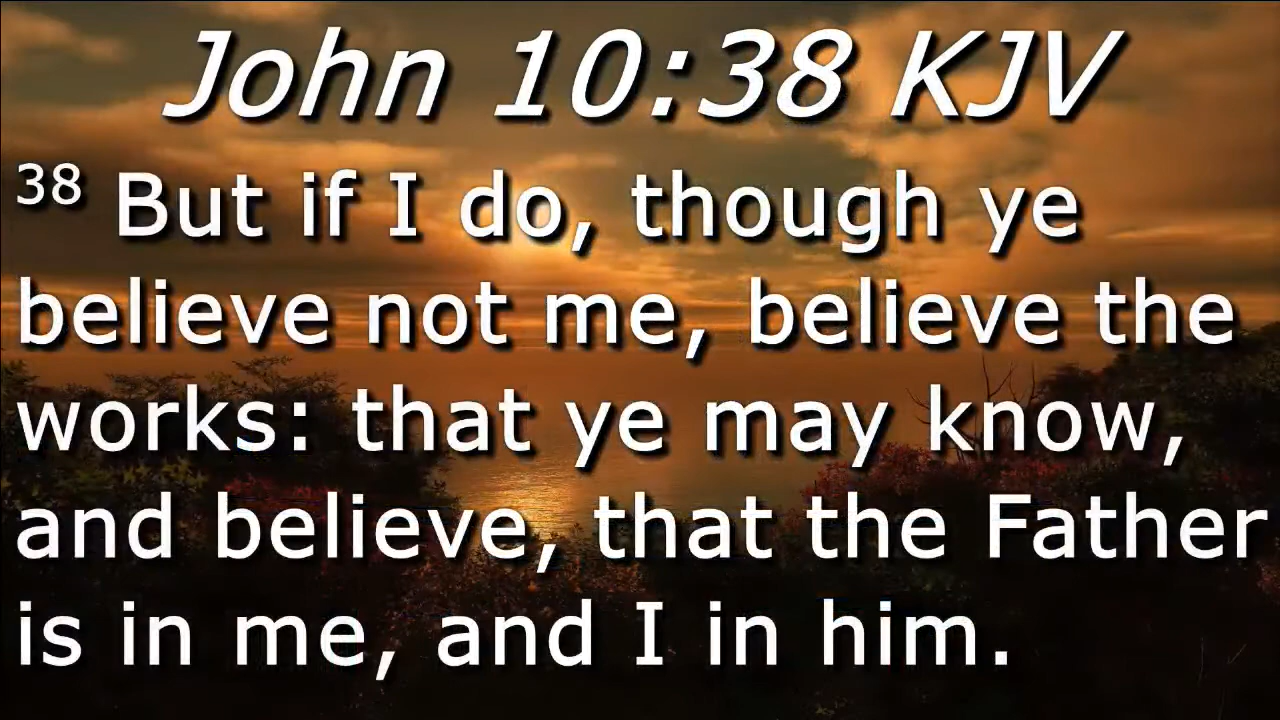 John 10:38 KJV
38 But if I do, though ye
believe not me, believe the
works: that ye may know,
and believe, that the Father
is in me, and I in him.